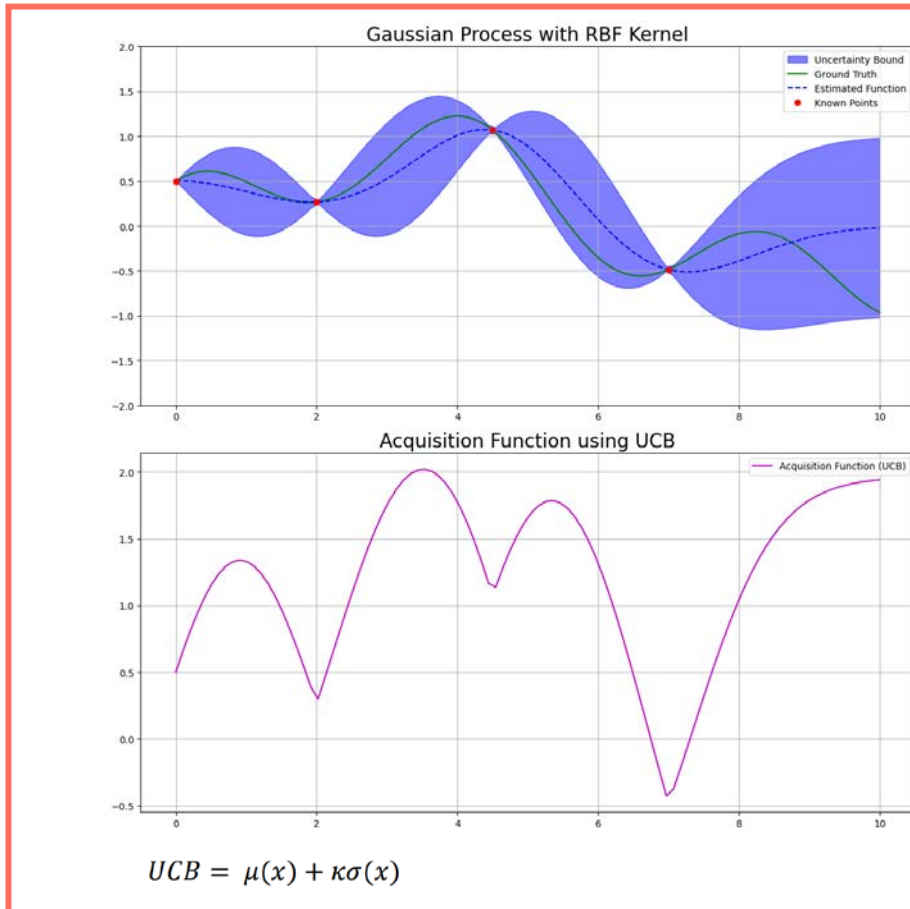 Gaussian Process with RBF Kernel
2.0
1.5
1.0
0.5
0.0
−0.5
−1.0
−1.5
−2.0
Uncertainty Bound
Ground Truth
Estimated Function
Known Points
0 2 4 6 8 10
Acquisition Function using UCB
2.0
1.5
1.0
0.5
0.0
−0.5
Acquisition Function (UCB)
0 2 4 6 8 10
UCB = μ(x) + κσ(x)